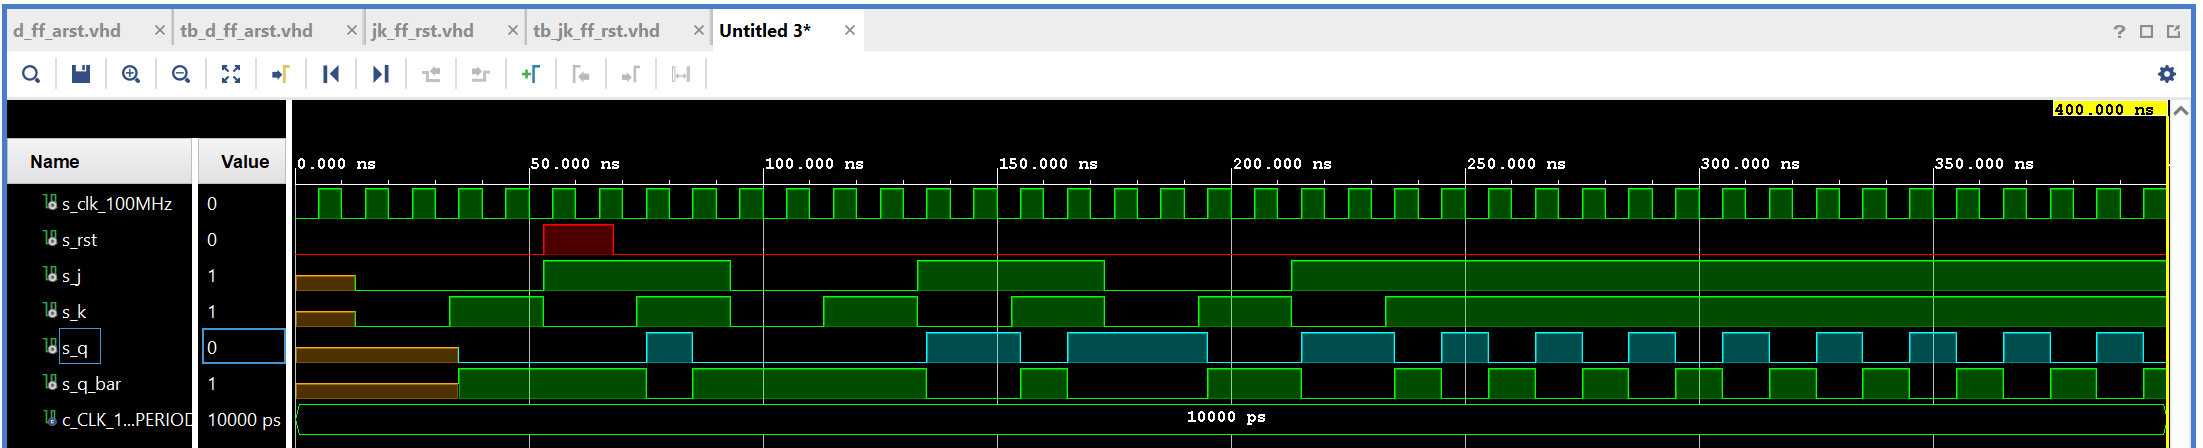 d_ff_arst.vhd × tb_d_ff_arst.vhd × jk_ff_rst.vhd × tb_jk_ff_rst.vhd × Untitled 3* × ?
400.000 ns
Name Value 0.000 ns 50.000 ns 100.000 ns 150.000 ns 200.000 ns 250.000 ns 300.000 ns 350.000 ns
s_clk_100MHz 0
s_rst 0
s_j 1
s_k 1
s_q 0
s_q_bar 1
c_CLK_1...PERIOD 10000 ps 10000 ps